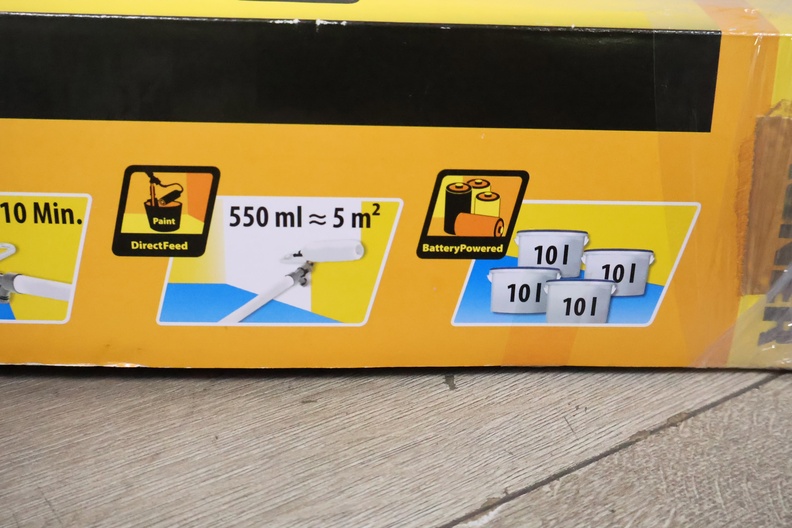 10 Min.
Paint
DirectFeed
550 ml ≈ 5 m²
BatteryPowered
10 l
10 l
10 l
10 l